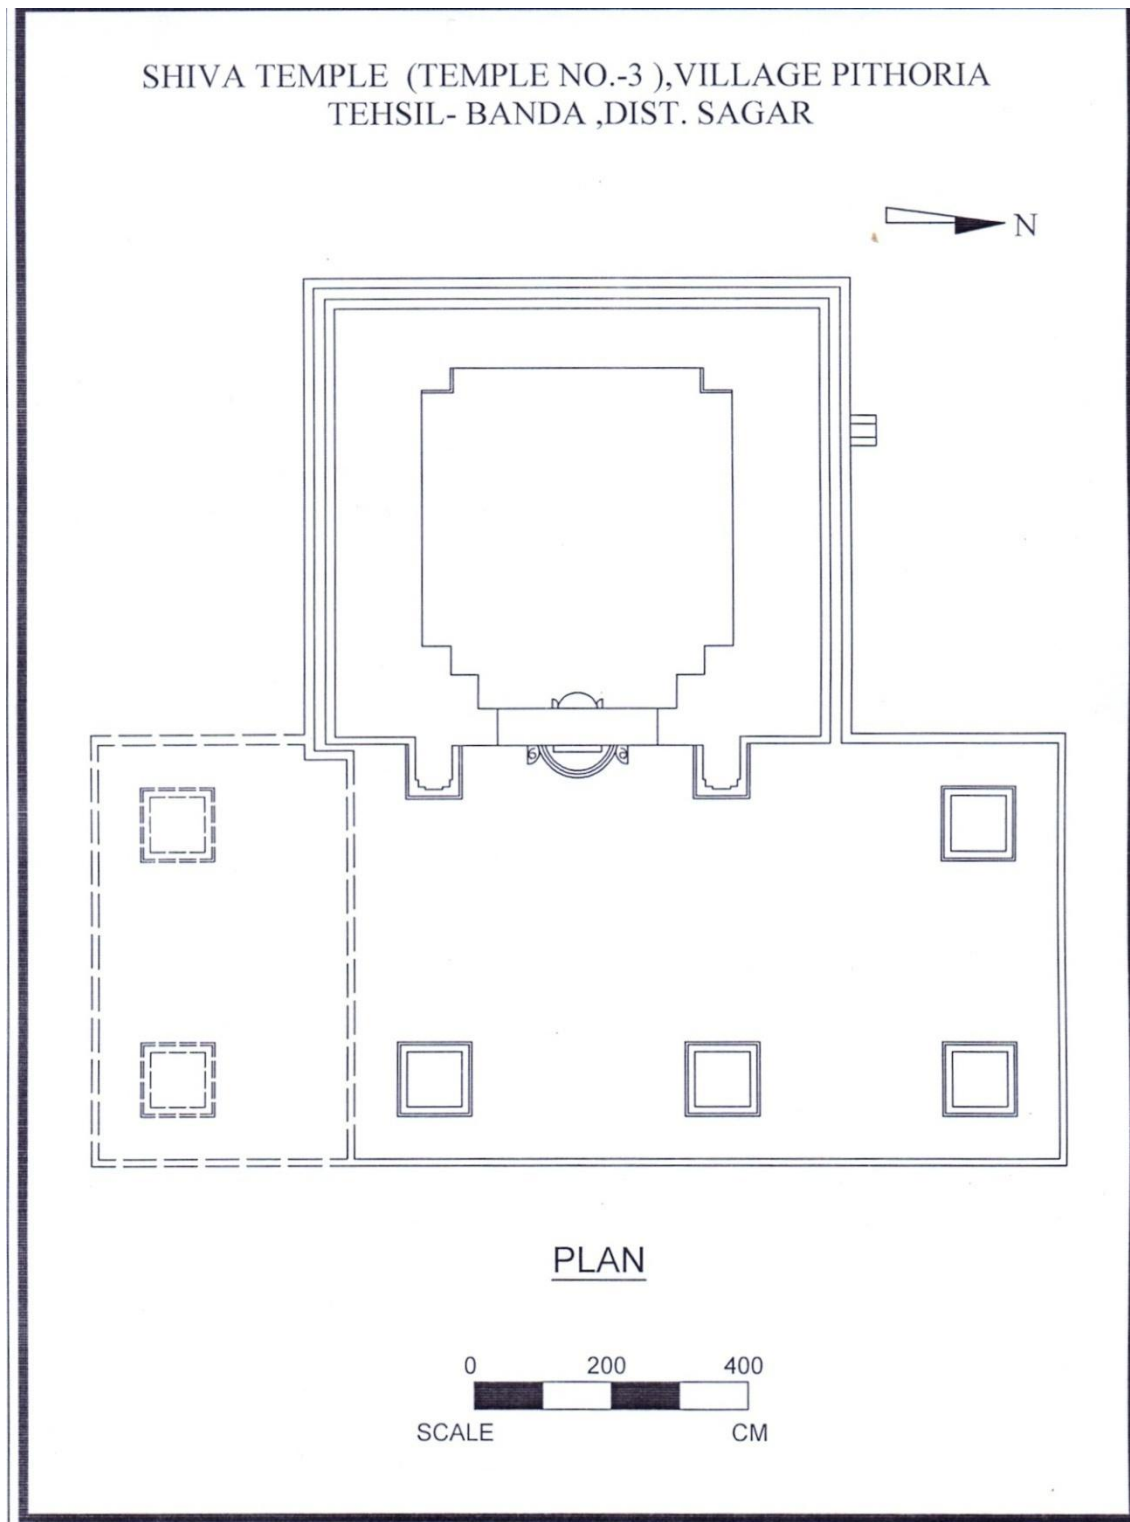 SHIVA TEMPLE (TEMPLE NO.-3 ),VILLAGE PITHORIA
TEHSIL- BANDA ,DIST. SAGAR
N
PLAN
0 200 400
SCALE CM